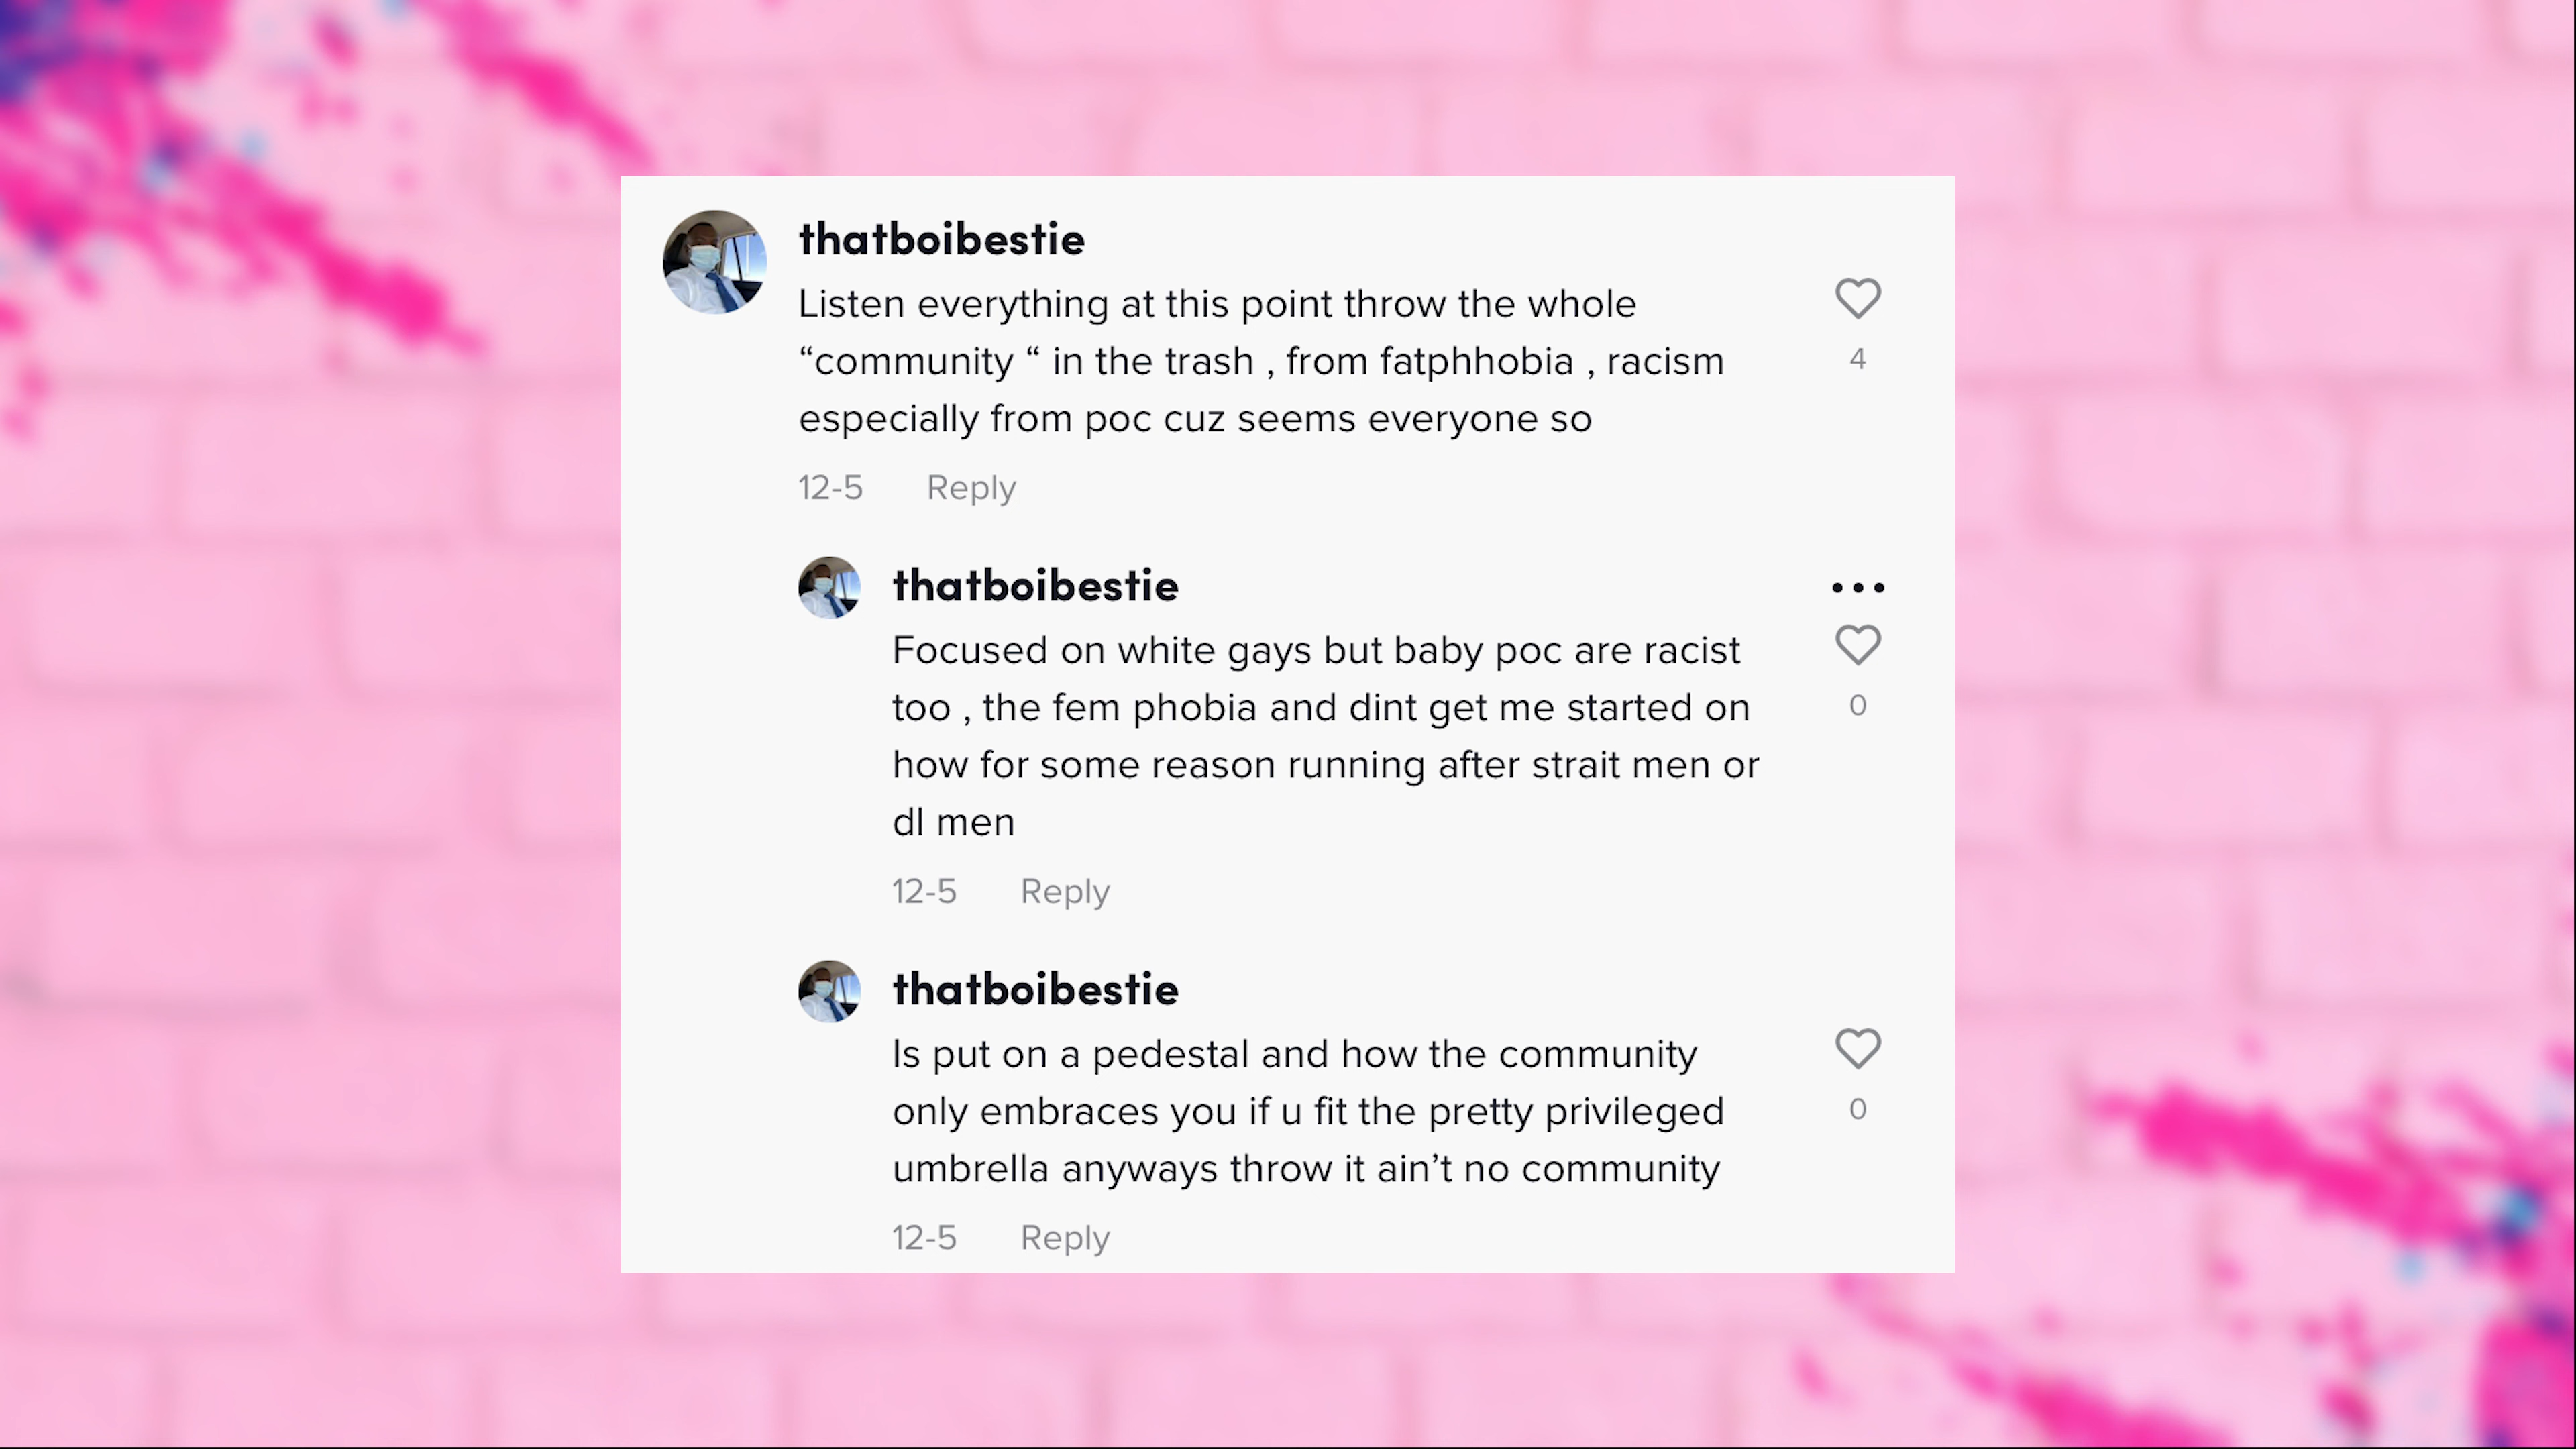 thatboibestie
Listen everything at this point throw the whole
“community “ in the trash , from fatphhobia , racism
especially from poc cuz seems everyone so
4
12-5 Reply
thatboibestie
Focused on white gays but baby poc are racist
too , the fem phobia and dint get me started on
how for some reason running after strait men or
dl men
0
12-5 Reply
thatboibestie
Is put on a pedestal and how the community
only embraces you if u fit the pretty privileged
umbrella anyways throw it ain’t no community
0
12-5 Reply